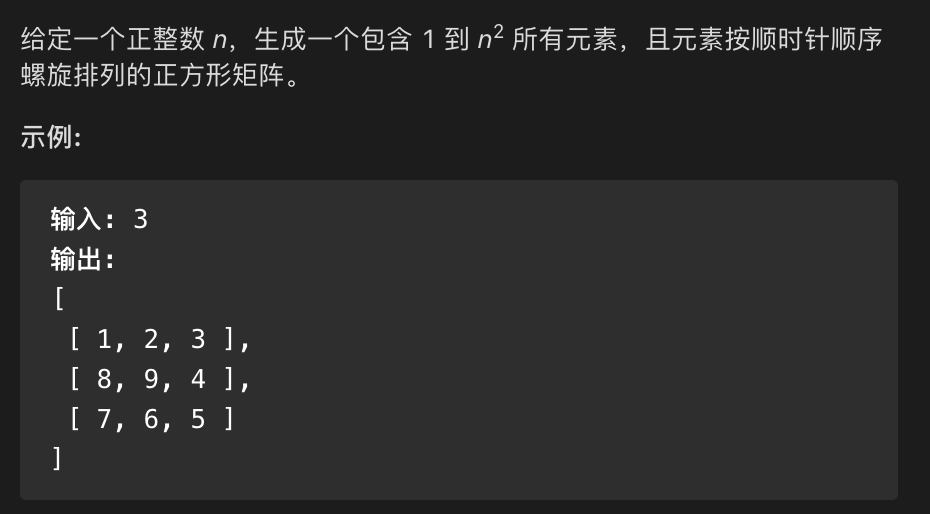 给定一个正整数 n，生成一个包含 1 到 n² 所有元素，且元素按顺时针顺序
螺旋排列的正方形矩阵。
示例:
输入: 3
输出:
[
 [ 1, 2, 3 ],
 [ 8, 9, 4 ],
 [ 7, 6, 5 ]
]